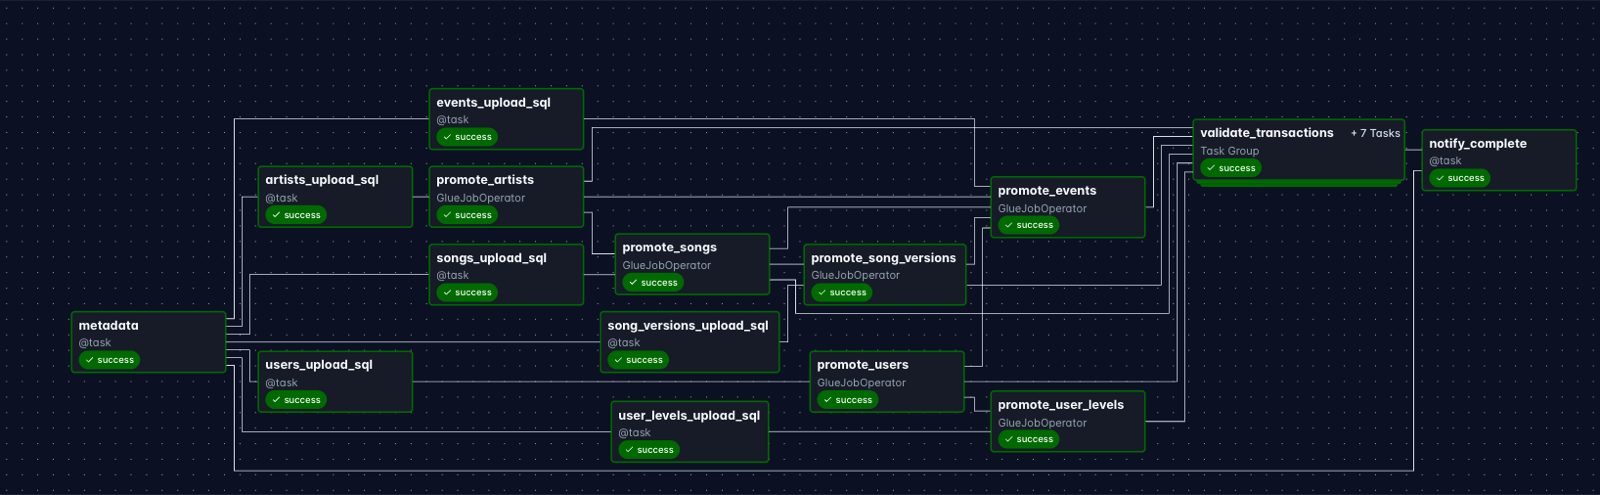 events_upload_sql
@task
success
artists_upload_sql
@task
success
promote_artists
GlueJobOperator
success
songs_upload_sql
@task
success
promote_songs
GlueJobOperator
success
promote_song_versions
GlueJobOperator
success
promote_events
GlueJobOperator
success
validate_transactions + 7 Tasks
Task Group
success
notify_complete
@task
success
metadata
@task
success
song_versions_upload_sql
@task
success
users_upload_sql
@task
success
promote_users
GlueJobOperator
success
user_levels_upload_sql
@task
success
promote_user_levels
GlueJobOperator
success